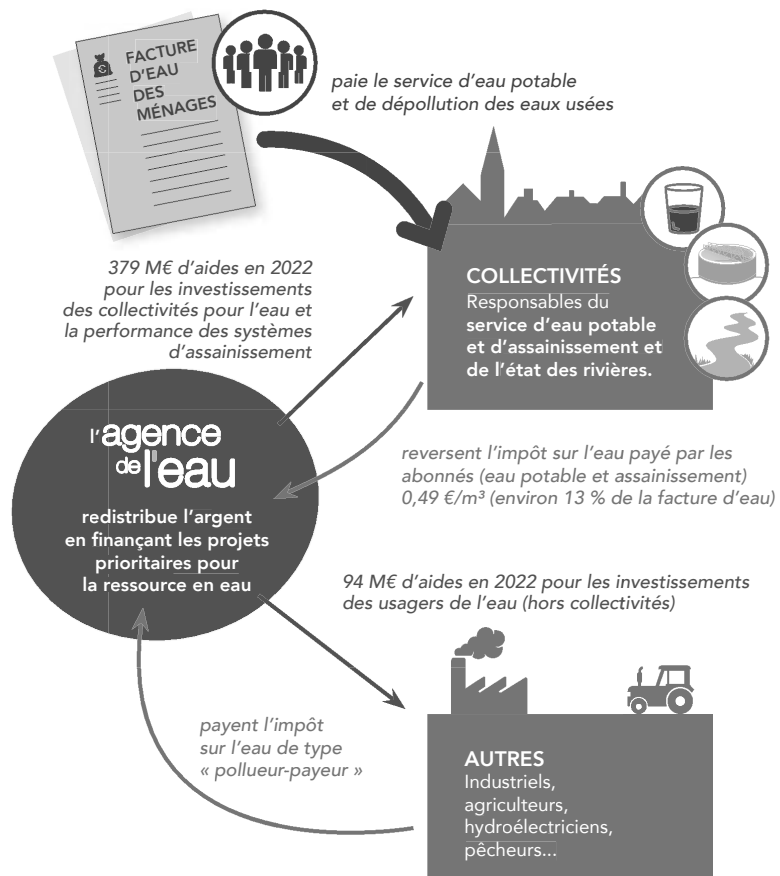 FACTURE
D'EAU
DES
MÉNAGES
paie le service d'eau potable
et de dépollution des eaux usées
COLLECTIVITÉS
Responsables du
service d'eau potable
et d'assainissement et
de l'état des rivières.
379 M€ d'aides en 2022
pour les investissements
des collectivités pour l'eau et
la performance des systèmes
d'assainissement
l'agence
de l'eau
redistribue l'argent
en finançant les projets
prioritaires pour
la ressource en eau
reversent l'impôt sur l'eau payé par les
abonnés (eau potable et assainissement)
0,49 €/m³ (environ 13 % de la facture d'eau)
94 M€ d'aides en 2022 pour les investissements
des usagers de l'eau (hors collectivités)
payent l'impôt
sur l'eau de type
« pollueur-payeur »
AUTRES
Industriels,
agriculteurs,
hydroélectriciens,
pêcheurs...